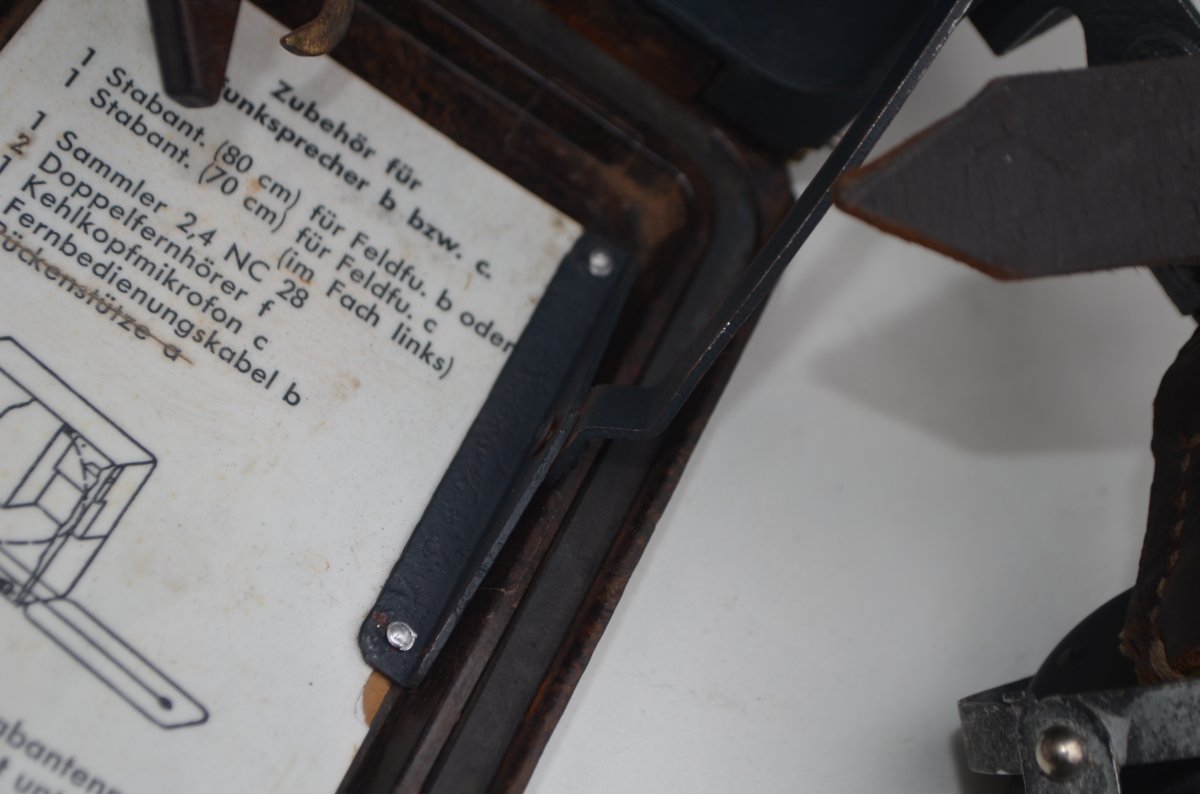 Zubehör für
Funksprecher b bzw. c.
1 Stabant. (80 cm) für Feldfu. b oder
1 Stabant. (70 cm) für Feldfu. c
(im Fach links)
1 Sammler 2,4 NC 28
2 Doppelfernhörer f
1 Kehlkopfmikrofon c
Fernbedienungskabel b
Rückenstütze a